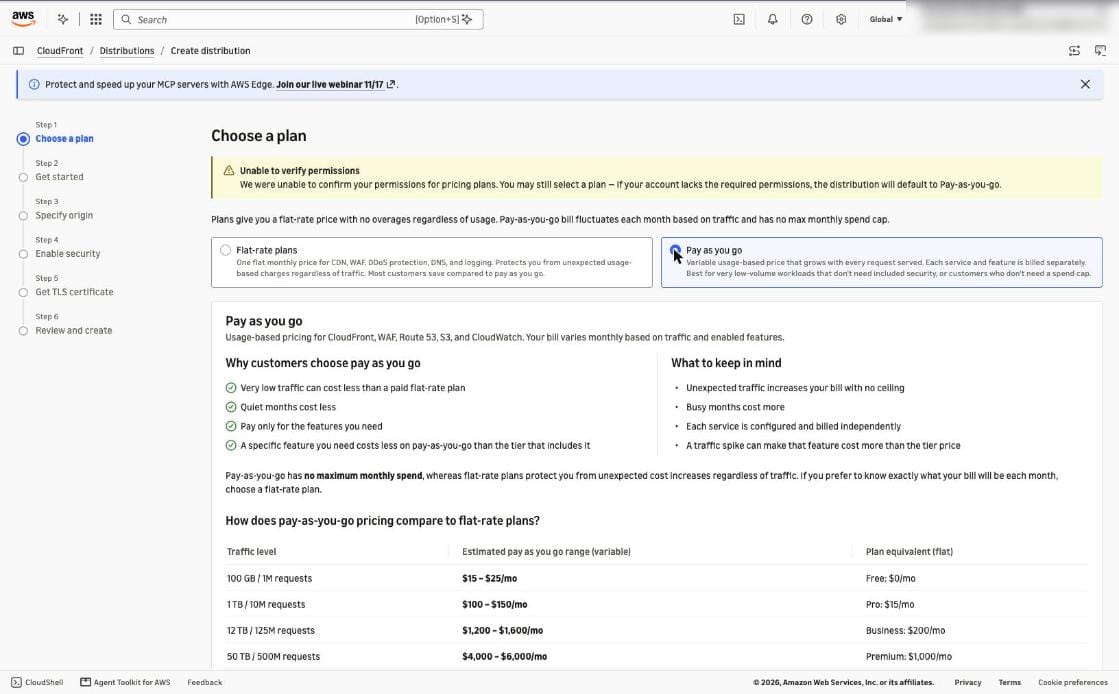 aws
Search
[Option+S]
Global
CloudFront / Distributions / Create distribution
Protect and speed up your MCP servers with AWS Edge. Join our live webinar 11/17.
Step 1
Choose a plan
Step 2
Get started
Step 3
Specify origin
Step 4
Enable security
Step 5
Get TLS certificate
Step 6
Review and create
Choose a plan
Unable to verify permissions
We were unable to confirm your permissions for pricing plans. You may still select a plan — if your account lacks the required permissions, the distribution will default to Pay-as-you-go.
Plans give you a flat-rate price with no overages regardless of usage. Pay-as-you-go bill fluctuates each month based on traffic and has no max monthly spend cap.
Flat-rate plans
One flat monthly price for CDN, WAF, DDoS protection, DNS, and logging. Protects you from unexpected usage-
based charges regardless of traffic. Most customers save compared to pay as you go.
Pay as you go
Variable usage-based price that grows with every request served. Each service and feature is billed separately.
Best for very low-volume workloads that don't need included security, or customers who don't need a spend cap.
Pay as you go
Usage-based pricing for CloudFront, WAF, Route 53, S3, and CloudWatch. Your bill varies monthly based on traffic and enabled features.
Why customers choose pay as you go
Very low traffic can cost less than a paid flat-rate plan
Quiet months cost less
Pay only for the features you need
A specific feature you need costs less on pay-as-you-go than the tier that includes it
What to keep in mind
• Unexpected traffic increases your bill with no ceiling
• Busy months cost more
• Each service is configured and billed independently
• A traffic spike can make that feature cost more than the tier price
Pay-as-you-go has no maximum monthly spend, whereas flat-rate plans protect you from unexpected cost increases regardless of traffic. If you prefer to know exactly what your bill will be each month,
choose a flat-rate plan.
How does pay-as-you-go pricing compare to flat-rate plans?
Traffic level Estimated pay as you go range (variable) Plan equivalent (flat)
100 GB / 1M requests $15 – $25/mo Free: $0/mo
1 TB / 10M requests $100 – $150/mo Pro: $15/mo
12 TB / 125M requests $1,200 – $1,600/mo Business: $200/mo
50 TB / 500M requests $4,000 – $6,000/mo Premium: $1,000/mo
CloudShell Agent Toolkit for AWS Feedback © 2026, Amazon Web Services, Inc. or its affiliates. Privacy Terms Cookie preferences